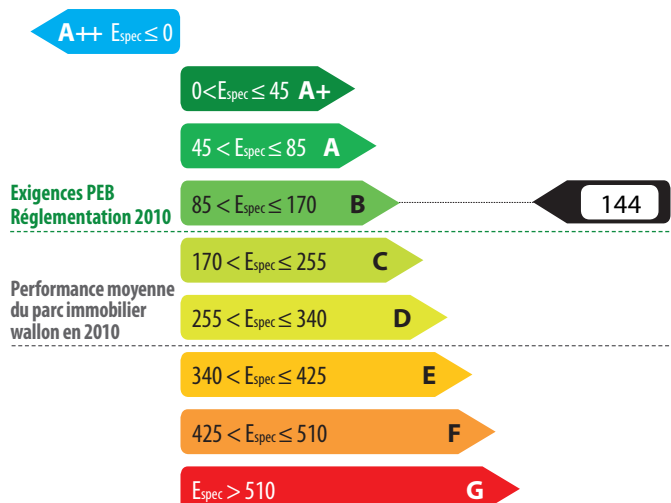 A++ Espec ≤ 0
0<Espec ≤ 45 A+
45 < Espec ≤ 85 A
Exigences PEB
Réglementation 2010
85 < Espec ≤ 170 B
144
170 < Espec ≤ 255 C
Performance moyenne
du parc immobilier
wallon en 2010
255 < Espec ≤ 340 D
340 < Espec ≤ 425 E
425 < Espec ≤ 510 F
Espec > 510 G